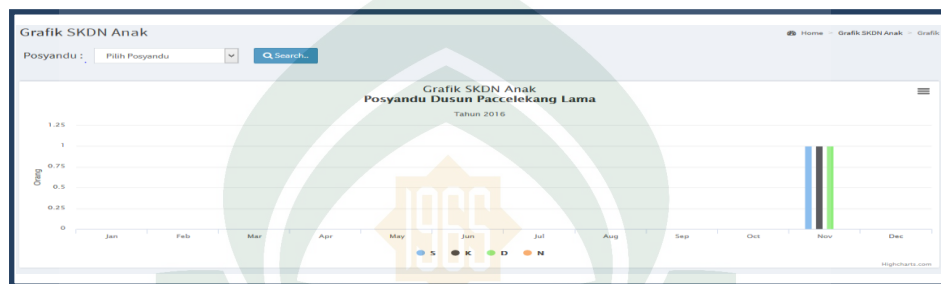 Grafik SKDN Anak
Home - Grafik SKDN Anak - Grafik
Posyandu : Pilih Posyandu Search..
Grafik SKDN Anak
Posyandu Dusun Paccelekang Lama
Tahun 2016
Orang
1.25
1
0.75
0.5
0.25
0
Jan Feb Mar Apr May Jun Jul Aug Sep Oct Nov Dec
S K D N
Highcharts.com
1965